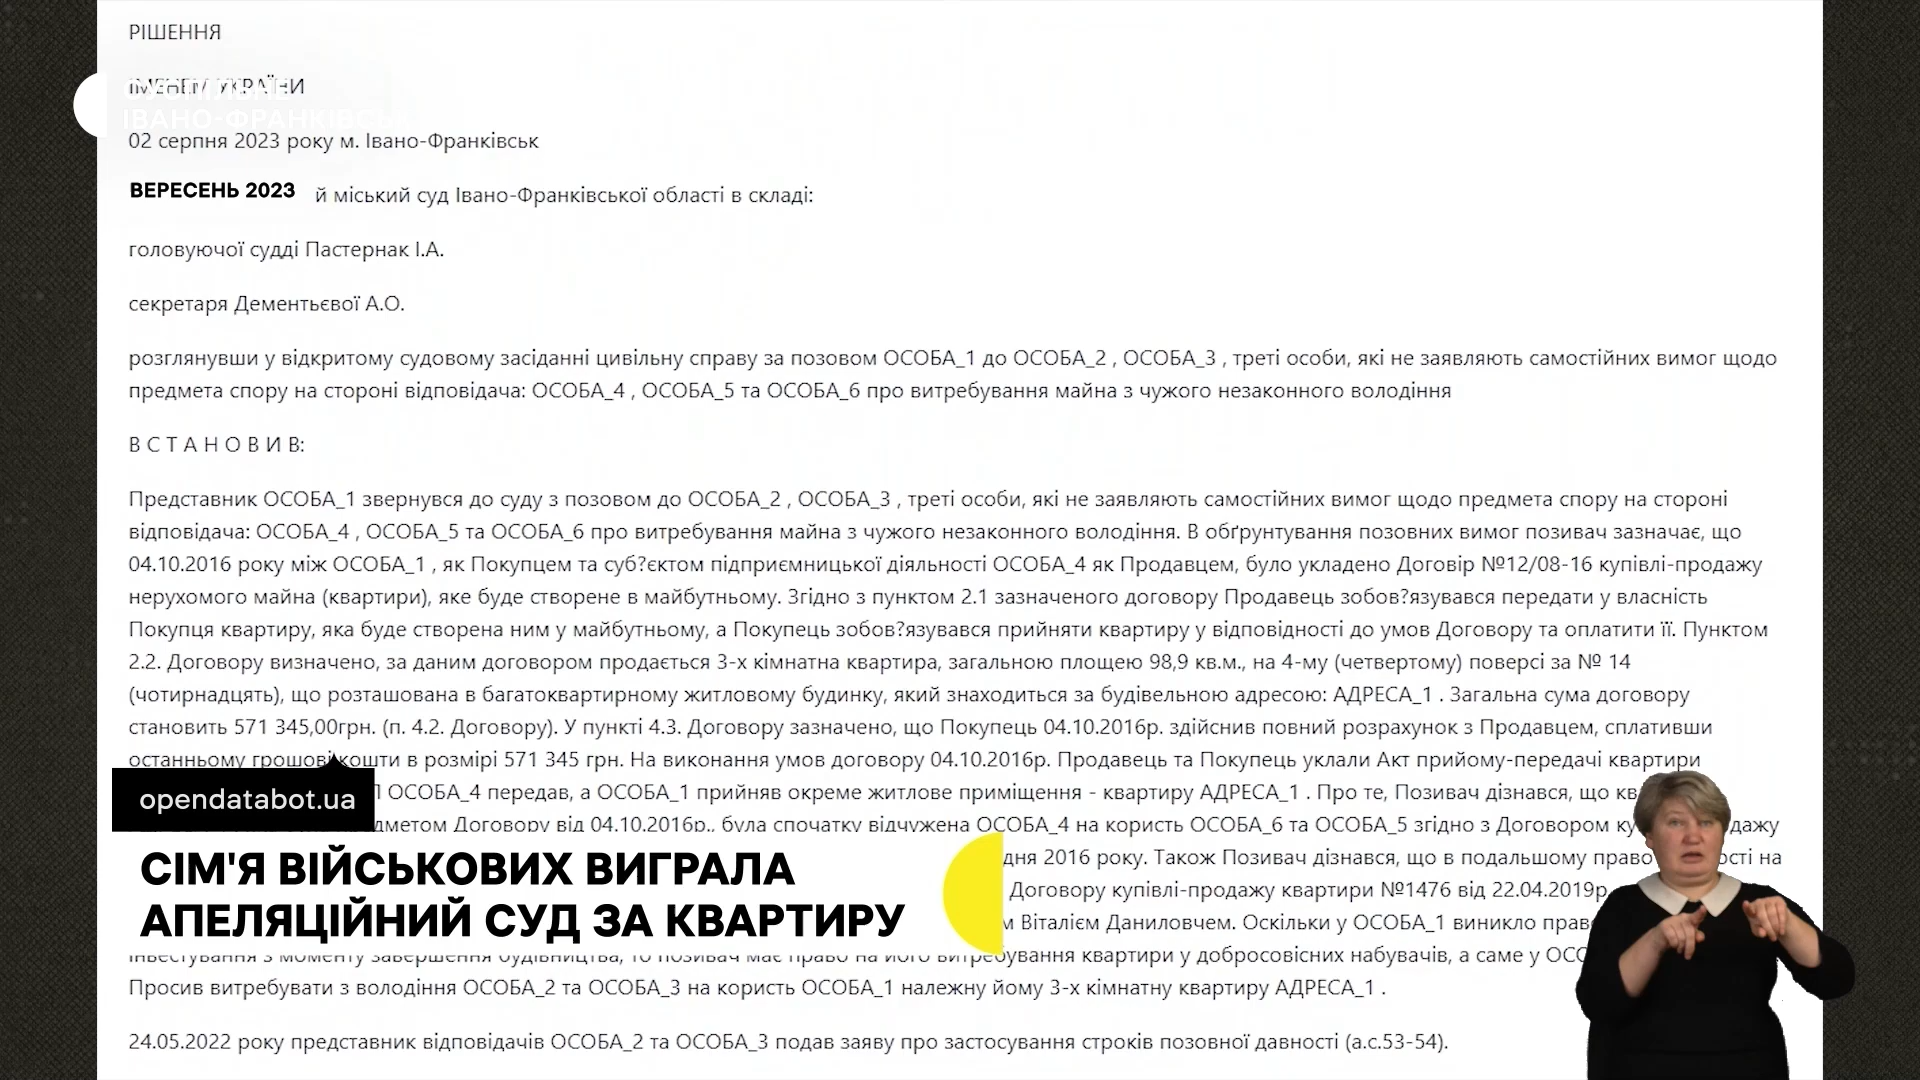 РІШЕННЯ
ІМЕНЕМ УКРАЇНИ
СУСПІЛЬНЕ
ІВАНО-ФРАНКІВСЬК
02 серпня 2023 року м. Івано-Франківськ
ВЕРЕСЕНЬ 2023
й міський суд Івано-Франківської області в складі:
головуючої судді Пастернак І.А.
секретаря Дементьєвої А.О.
розглянувши у відкритому судовому засіданні цивільну справу за позовом ОСОБА_1 до ОСОБА_2 , ОСОБА_3 , треті особи, які не заявляють самостійних вимог щодо
предмета спору на стороні відповідача: ОСОБА_4 , ОСОБА_5 та ОСОБА_6 про витребування майна з чужого незаконного володіння
В С Т А Н О В И В:
Представник ОСОБА_1 звернувся до суду з позовом до ОСОБА_2 , ОСОБА_3 , треті особи, які не заявляють самостійних вимог щодо предмета спору на стороні
відповідача: ОСОБА_4 , ОСОБА_5 та ОСОБА_6 про витребування майна з чужого незаконного володіння. В обґрунтування позовних вимог позивач зазначає, що
04.10.2016 року між ОСОБА_1 , як Покупцем та суб?єктом підприємницької діяльності ОСОБА_4 як Продавцем, було укладено Договір №12/08-16 купівлі-продажу
нерухомого майна (квартири), яке буде створене в майбутньому. Згідно з пунктом 2.1 зазначеного договору Продавець зобов?язувався передати у власність
Покупця квартиру, яка буде створена ним у майбутньому, а Покупець зобов?язувався прийняти квартиру у відповідності до умов Договору та оплатити її. Пунктом
2.2. Договору визначено, за даним договором продається 3-х кімнатна квартира, загальною площею 98,9 кв.м., на 4-му (четвертому) поверсі за № 14
(чотирнадцять), що розташована в багатоквартирному житловому будинку, який знаходиться за будівельною адресою: АДРЕСА_1 . Загальна сума договору
становить 571 345,00грн. (п. 4.2. Договору). У пункті 4.3. Договору зазначено, що Покупець 04.10.2016р. здійснив повний розрахунок з Продавцем, сплативши
останньому грошові кошти в розмірі 571 345 грн. На виконання умов договору 04.10.2016р. Продавець та Покупець уклали Акт прийому-передачі квартири
opendatabot.ua
ОСОБА_4 передав, а ОСОБА_1 прийняв окреме житлове приміщення - квартиру АДРЕСА_1 . Про те, Позивач дізнався, що кв
дметом Договору від 04.10.2016р., була спочатку відчужена ОСОБА_4 на користь ОСОБА_6 та ОСОБА_5 згідно з Договором ку дажу
СІМ'Я ВІЙСЬКОВИХ ВИГРАЛА
АПЕЛЯЦІЙНИЙ СУД ЗА КВАРТИРУ
дня 2016 року. Також Позивач дізнався, що в подальшому право ості на
Договору купівлі-продажу квартири №1476 від 22.04.2019р
м Віталієм Даниловчем. Оскільки у ОСОБА_1 виникло прав
інвестування з моменту завершення будівництва, то позивач має право на його витребування квартири у добросовісних набувачів, а саме у ОСО
Просив витребувати з володіння ОСОБА_2 та ОСОБА_3 на користь ОСОБА_1 належну йому 3-х кімнатну квартиру АДРЕСА_1 .
24.05.2022 року представник відповідачів ОСОБА_2 та ОСОБА_3 подав заяву про застосування строків позовної давності (а.с.53-54).